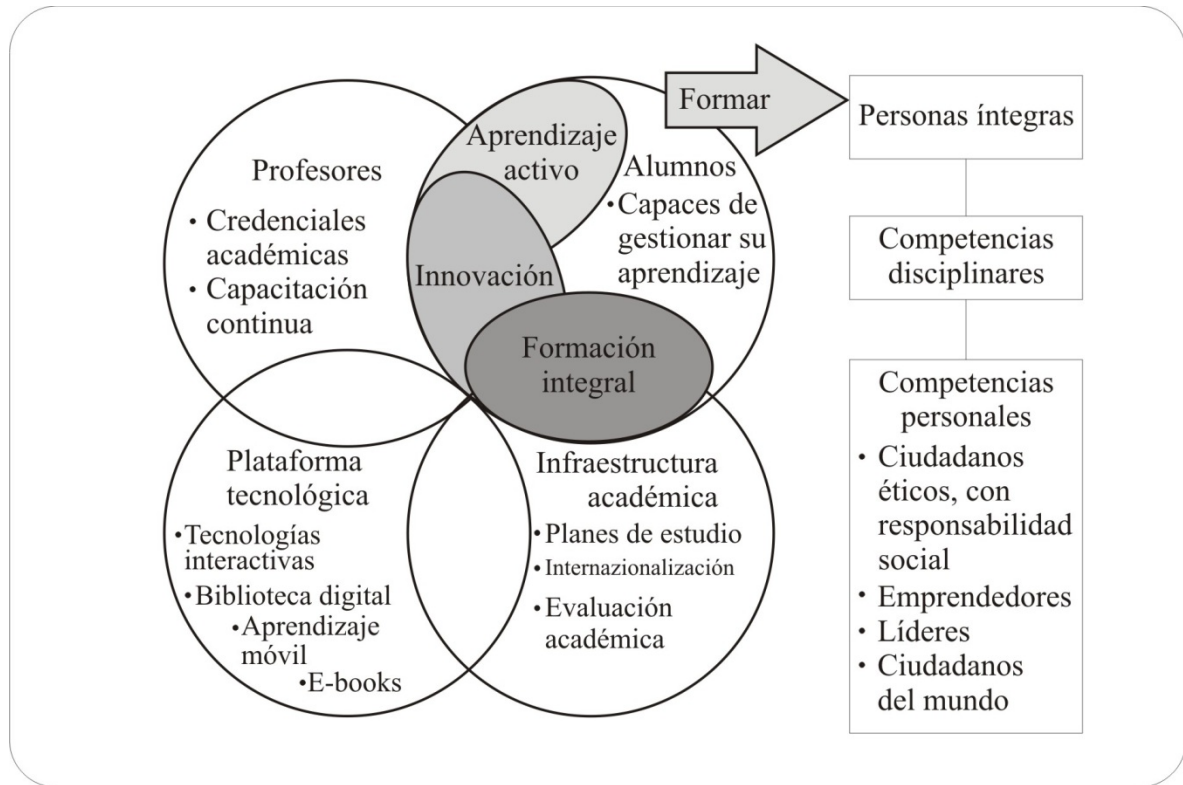 Profesores
• Credenciales
académicas
• Capacitación
continua
Aprendizaje
activo
Innovación
Formación
integral
Alumnos
• Capaces de
gestionar su
aprendizaje
Plataforma
tecnológica
• Tecnologías
interactivas
• Biblioteca digital
• Aprendizaje
móvil
• E-books
Infraestructura
académica
• Planes de estudio
• Internazionalización
• Evaluación
académica
Formar
Personas íntegras
Competencias
disciplinares
Competencias
personales
• Ciudadanos
éticos, con
responsabilidad
social
• Emprendedores
• Líderes
• Ciudadanos
del mundo